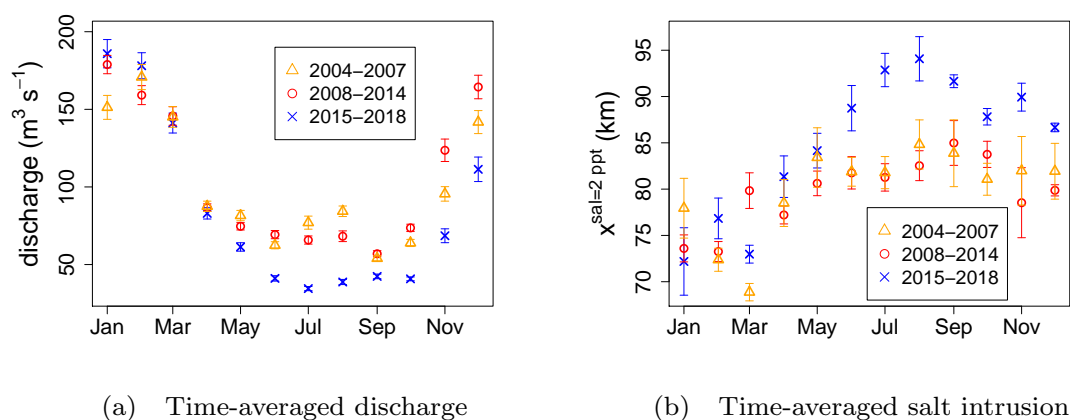 discharge (m³ s⁻¹)
200
150
100
50
2004−2007
2008−2014
2015−2018
Jan Mar May Jul Sep Nov
(a) Time-averaged discharge
x^sal=2 ppt (km)
95
90
85
80
75
70
2004−2007
2008−2014
2015−2018
Jan Mar May Jul Sep Nov
(b) Time-averaged salt intrusion